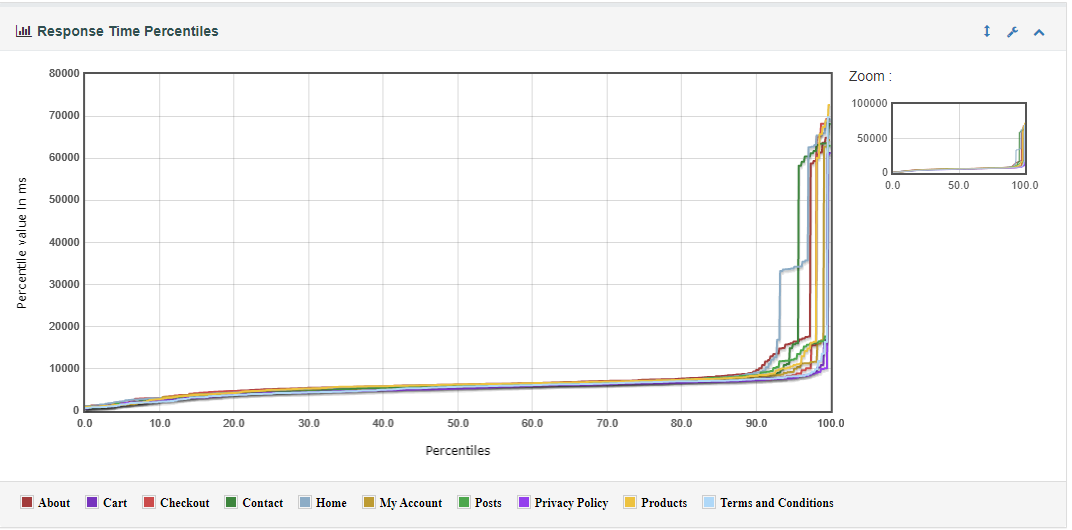 Response Time Percentiles
Zoom :
80000
70000
60000
50000
40000
30000
20000
10000
0
Percentile value in ms
0.0 10.0 20.0 30.0 40.0 50.0 60.0 70.0 80.0 90.0 100.0
Percentiles
100000
50000
0
0.0 50.0 100.0
About Cart Checkout Contact Home My Account Posts Privacy Policy Products Terms and Conditions